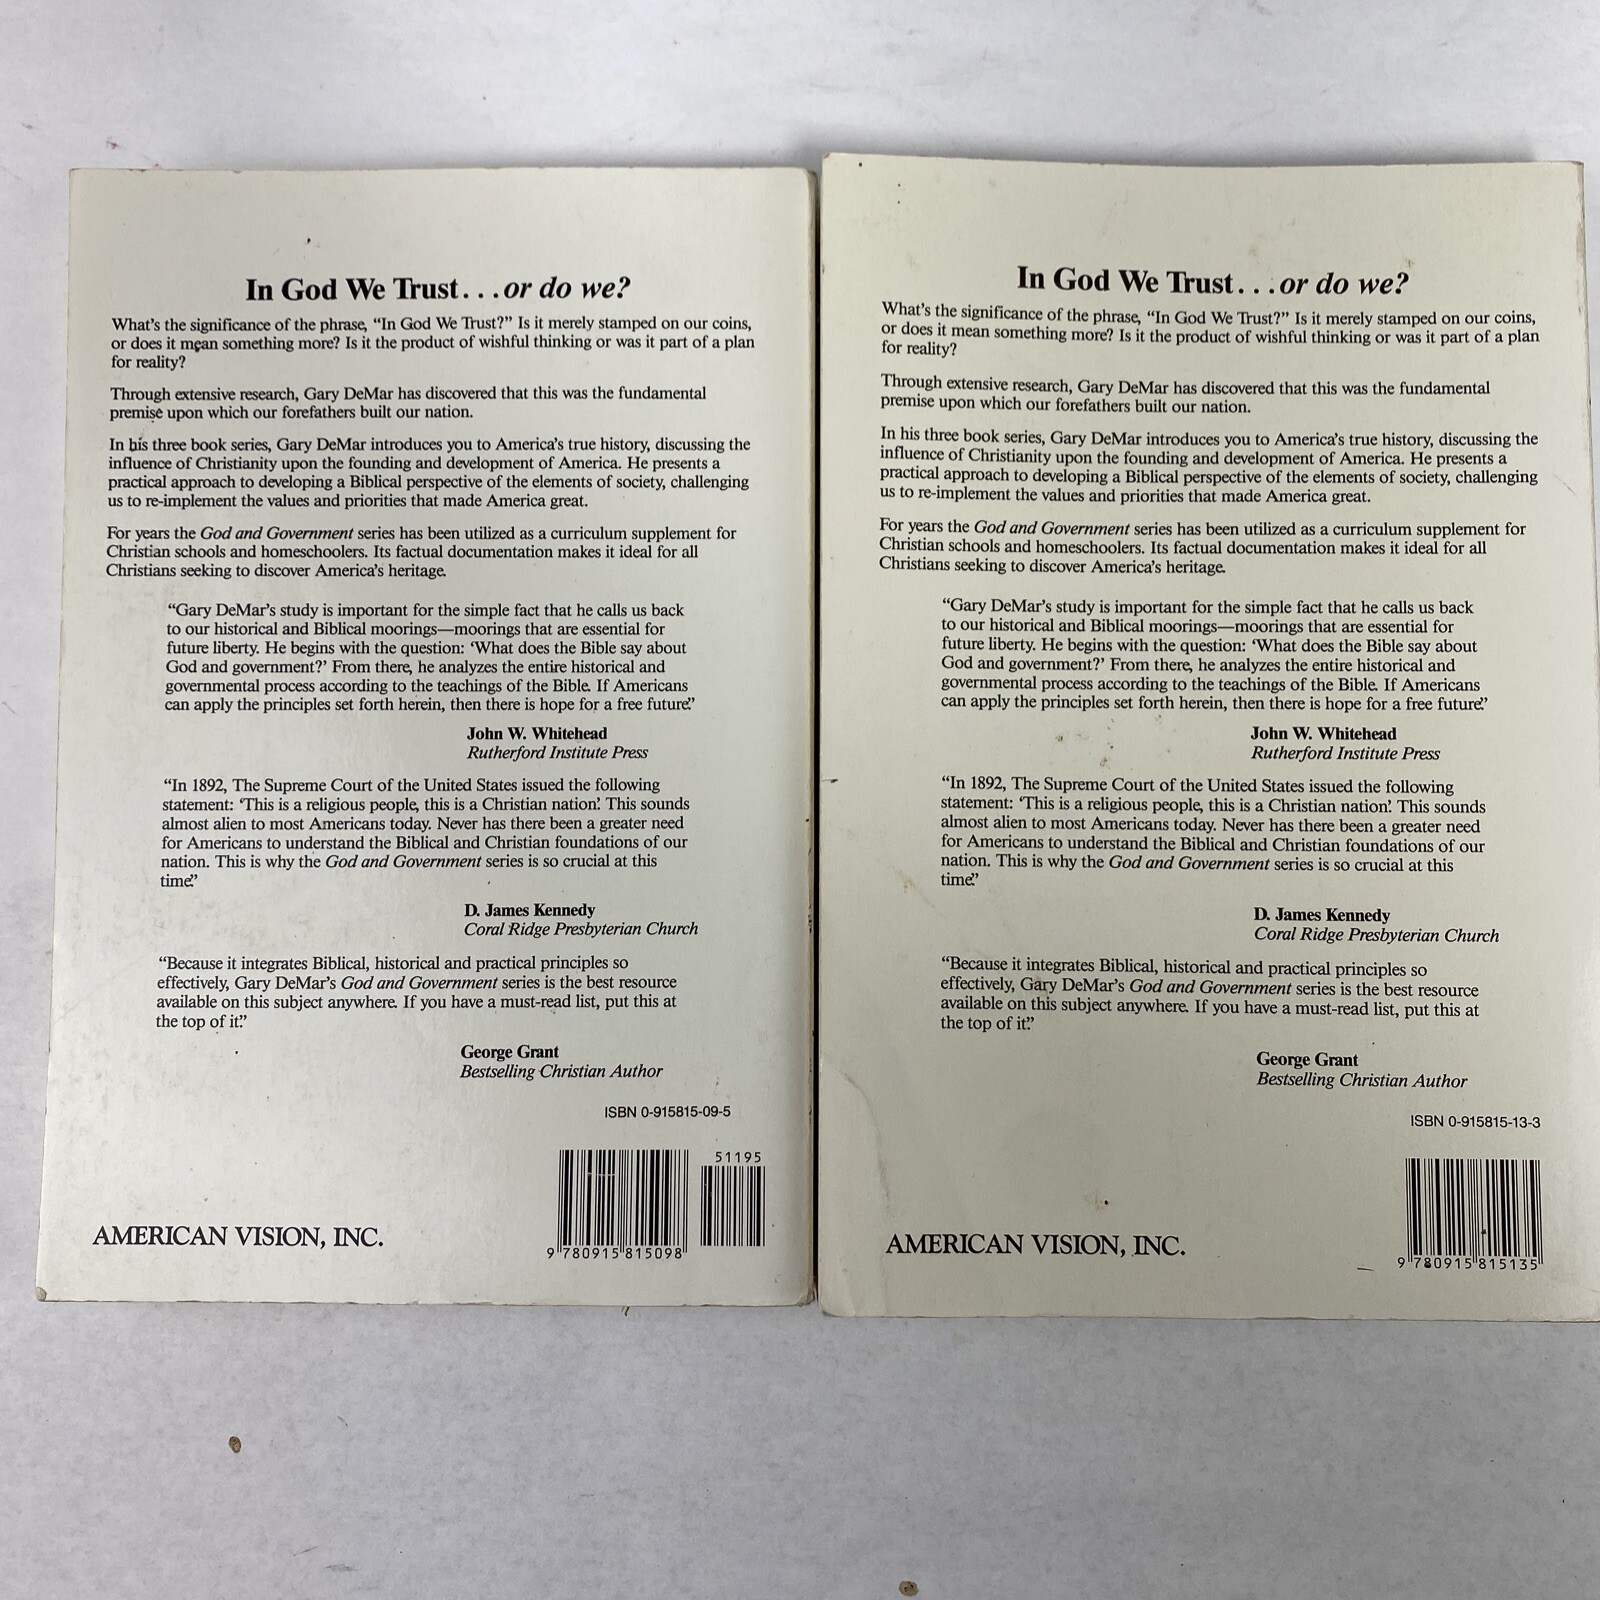 In God We Trust. . . or do we?
What's the significance of the phrase, “In God We Trust?” Is it merely stamped on our coins,
or does it mean something more? Is it the product of wishful thinking or was it part of a plan
for reality?
Through extensive research, Gary DeMar has discovered that this was the fundamental
premise upon which our forefathers built our nation.
In his three book series, Gary DeMar introduces you to America's true history, discussing the
influence of Christianity upon the founding and development of America. He presents a
practical approach to developing a Biblical perspective of the elements of society, challenging
us to re-implement the values and priorities that made America great.
For years the God and Government series has been utilized as a curriculum supplement for
Christian schools and homeschoolers. Its factual documentation makes it ideal for all
Christians seeking to discover America's heritage.
“Gary DeMar's study is important for the simple fact that he calls us back
to our historical and Biblical moorings—moorings that are essential for
future liberty. He begins with the question: ‘What does the Bible say about
God and government?’ From there, he analyzes the entire historical and
governmental process according to the teachings of the Bible. If Americans
can apply the principles set forth herein, then there is hope for a free future.”
John W. Whitehead
Rutherford Institute Press
“In 1892, The Supreme Court of the United States issued the following
statement: ‘This is a religious people, this is a Christian nation.’ This sounds
almost alien to most Americans today. Never has there been a greater need
for Americans to understand the Biblical and Christian foundations of our
nation. This is why the God and Government series is so crucial at this
time.”
D. James Kennedy
Coral Ridge Presbyterian Church
“Because it integrates Biblical, historical and practical principles so
effectively, Gary DeMar's God and Government series is the best resource
available on this subject anywhere. If you have a must-read list, put this at
the top of it.”
George Grant
Bestselling Christian Author
ISBN 0-915815-09-5
51195
9 780915 815098
AMERICAN VISION, INC.
In God We Trust. . . or do we?
What's the significance of the phrase, “In God We Trust?” Is it merely stamped on our coins,
or does it mean something more? Is it the product of wishful thinking or was it part of a plan
for reality?
Through extensive research, Gary DeMar has discovered that this was the fundamental
premise upon which our forefathers built our nation.
In his three book series, Gary DeMar introduces you to America's true history, discussing the
influence of Christianity upon the founding and development of America. He presents a
practical approach to developing a Biblical perspective of the elements of society, challenging
us to re-implement the values and priorities that made America great.
For years the God and Government series has been utilized as a curriculum supplement for
Christian schools and homeschoolers. Its factual documentation makes it ideal for all
Christians seeking to discover America's heritage.
“Gary DeMar's study is important for the simple fact that he calls us back
to our historical and Biblical moorings—moorings that are essential for
future liberty. He begins with the question: ‘What does the Bible say about
God and government?’ From there, he analyzes the entire historical and
governmental process according to the teachings of the Bible. If Americans
can apply the principles set forth herein, then there is hope for a free future.”
John W. Whitehead
Rutherford Institute Press
“In 1892, The Supreme Court of the United States issued the following
statement: ‘This is a religious people, this is a Christian nation.’ This sounds
almost alien to most Americans today. Never has there been a greater need
for Americans to understand the Biblical and Christian foundations of our
nation. This is why the God and Government series is so crucial at this
time.”
D. James Kennedy
Coral Ridge Presbyterian Church
“Because it integrates Biblical, historical and practical principles so
effectively, Gary DeMar's God and Government series is the best resource
available on this subject anywhere. If you have a must-read list, put this at
the top of it.”
George Grant
Bestselling Christian Author
ISBN 0-915815-13-3
9 780915 815135
AMERICAN VISION, INC.